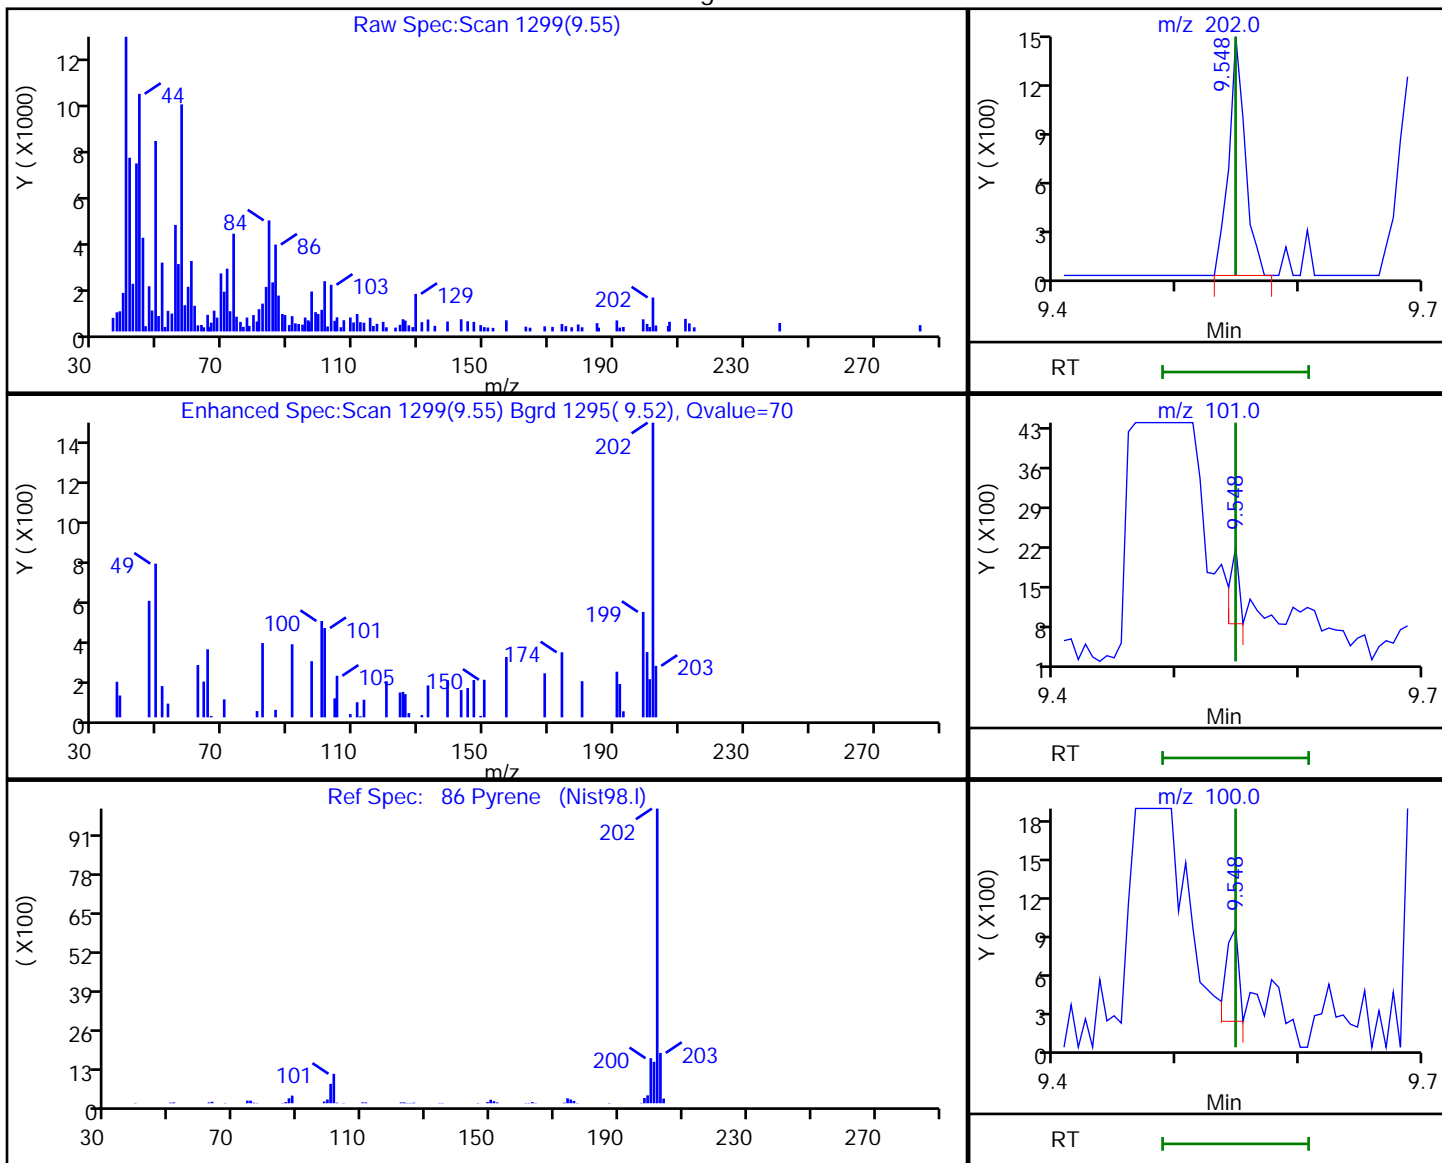 Raw Spec:Scan 1299(9.55)
Y ( X1000)
12
10
8
6
4
2
0
44
84
86
103
129
202
30 70 110 150 190 230 270
m/z
m/z 202.0
Y ( X100)
15
12
9
6
3
0
9.548
9.4 9.7
Min
RT
Enhanced Spec:Scan 1299(9.55) Bgrd 1295( 9.52), Qvalue=70
Y ( X100)
14
12
10
8
6
4
2
0
49
100
101
105
150
174
199
202
203
30 70 110 150 190 230 270
m/z
m/z 101.0
Y ( X100)
43
36
29
22
15
8
1
9.548
9.4 9.7
Min
RT
Ref Spec: 86 Pyrene (Nist98.l)
( X100)
91
78
65
52
39
26
13
0
101
200
202
203
30 70 110 150 190 230 270
m/z 100.0
Y ( X100)
18
15
12
9
6
3
0
9.548
9.4 9.7
Min
RT